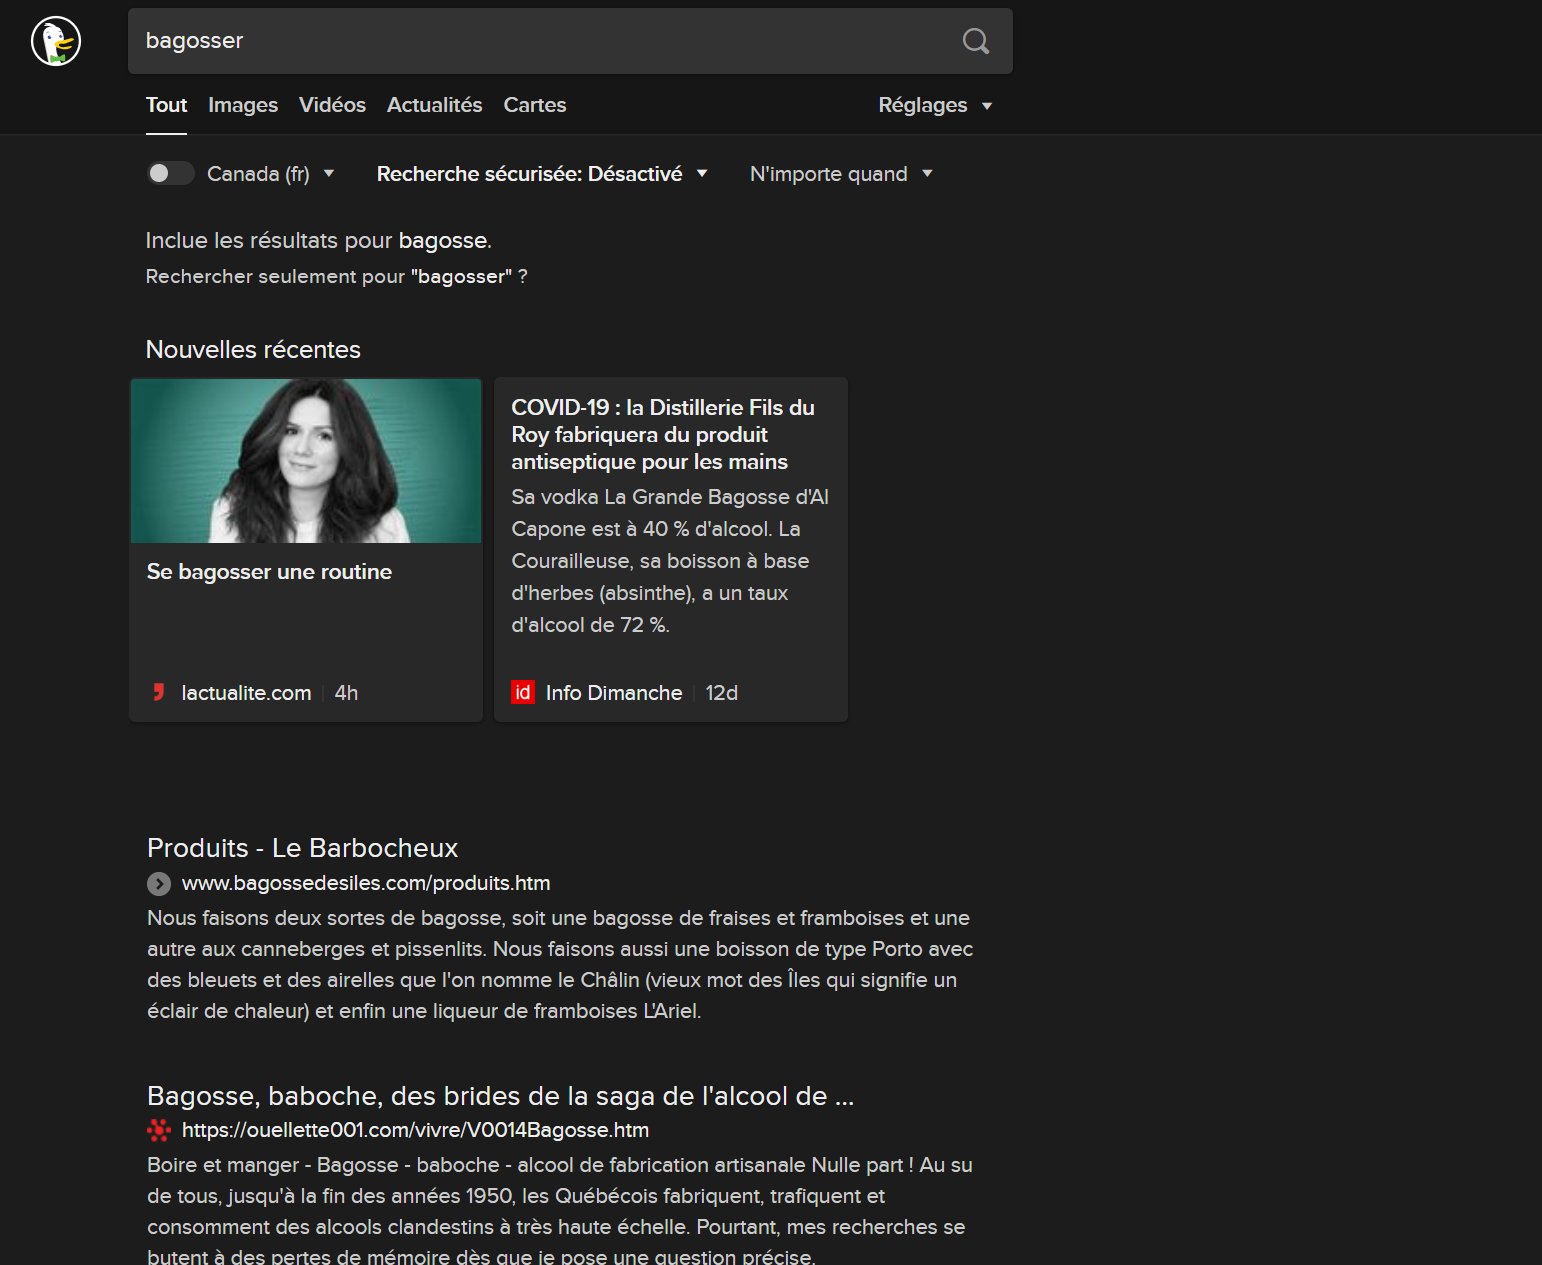 bagosser
Tout Images Vidéos Actualités Cartes Réglages
Canada (fr) Recherche sécurisée: Désactivé N'importe quand
Inclue les résultats pour bagosse.
Rechercher seulement pour "bagosser" ?
Nouvelles récentes
Se bagosser une routine
lactualite.com 4h
COVID-19 : la Distillerie Fils du
Roy fabriquera du produit
antiseptique pour les mains
Sa vodka La Grande Bagosse d'Al
Capone est à 40 % d'alcool. La
Courailleuse, sa boisson à base
d'herbes (absinthe), a un taux
d'alcool de 72 %.
id Info Dimanche 12d
Produits - Le Barbocheux
www.bagossedesiles.com/produits.htm
Nous faisons deux sortes de bagosse, soit une bagosse de fraises et framboises et une
autre aux canneberges et pissenlits. Nous faisons aussi une boisson de type Porto avec
des bleuets et des airelles que l'on nomme le Châlin (vieux mot des Îles qui signifie un
éclair de chaleur) et enfin une liqueur de framboises L'Ariel.
Bagosse, baboche, des brides de la saga de l'alcool de ...
https://ouellette001.com/vivre/V0014Bagosse.htm
Boire et manger - Bagosse - baboche - alcool de fabrication artisanale Nulle part ! Au su
de tous, jusqu'à la fin des années 1950, les Québécois fabriquent, trafiquent et
consomment des alcools clandestins à très haute échelle. Pourtant, mes recherches se
butent à des pertes de mémoire dès que je pose une question précise.